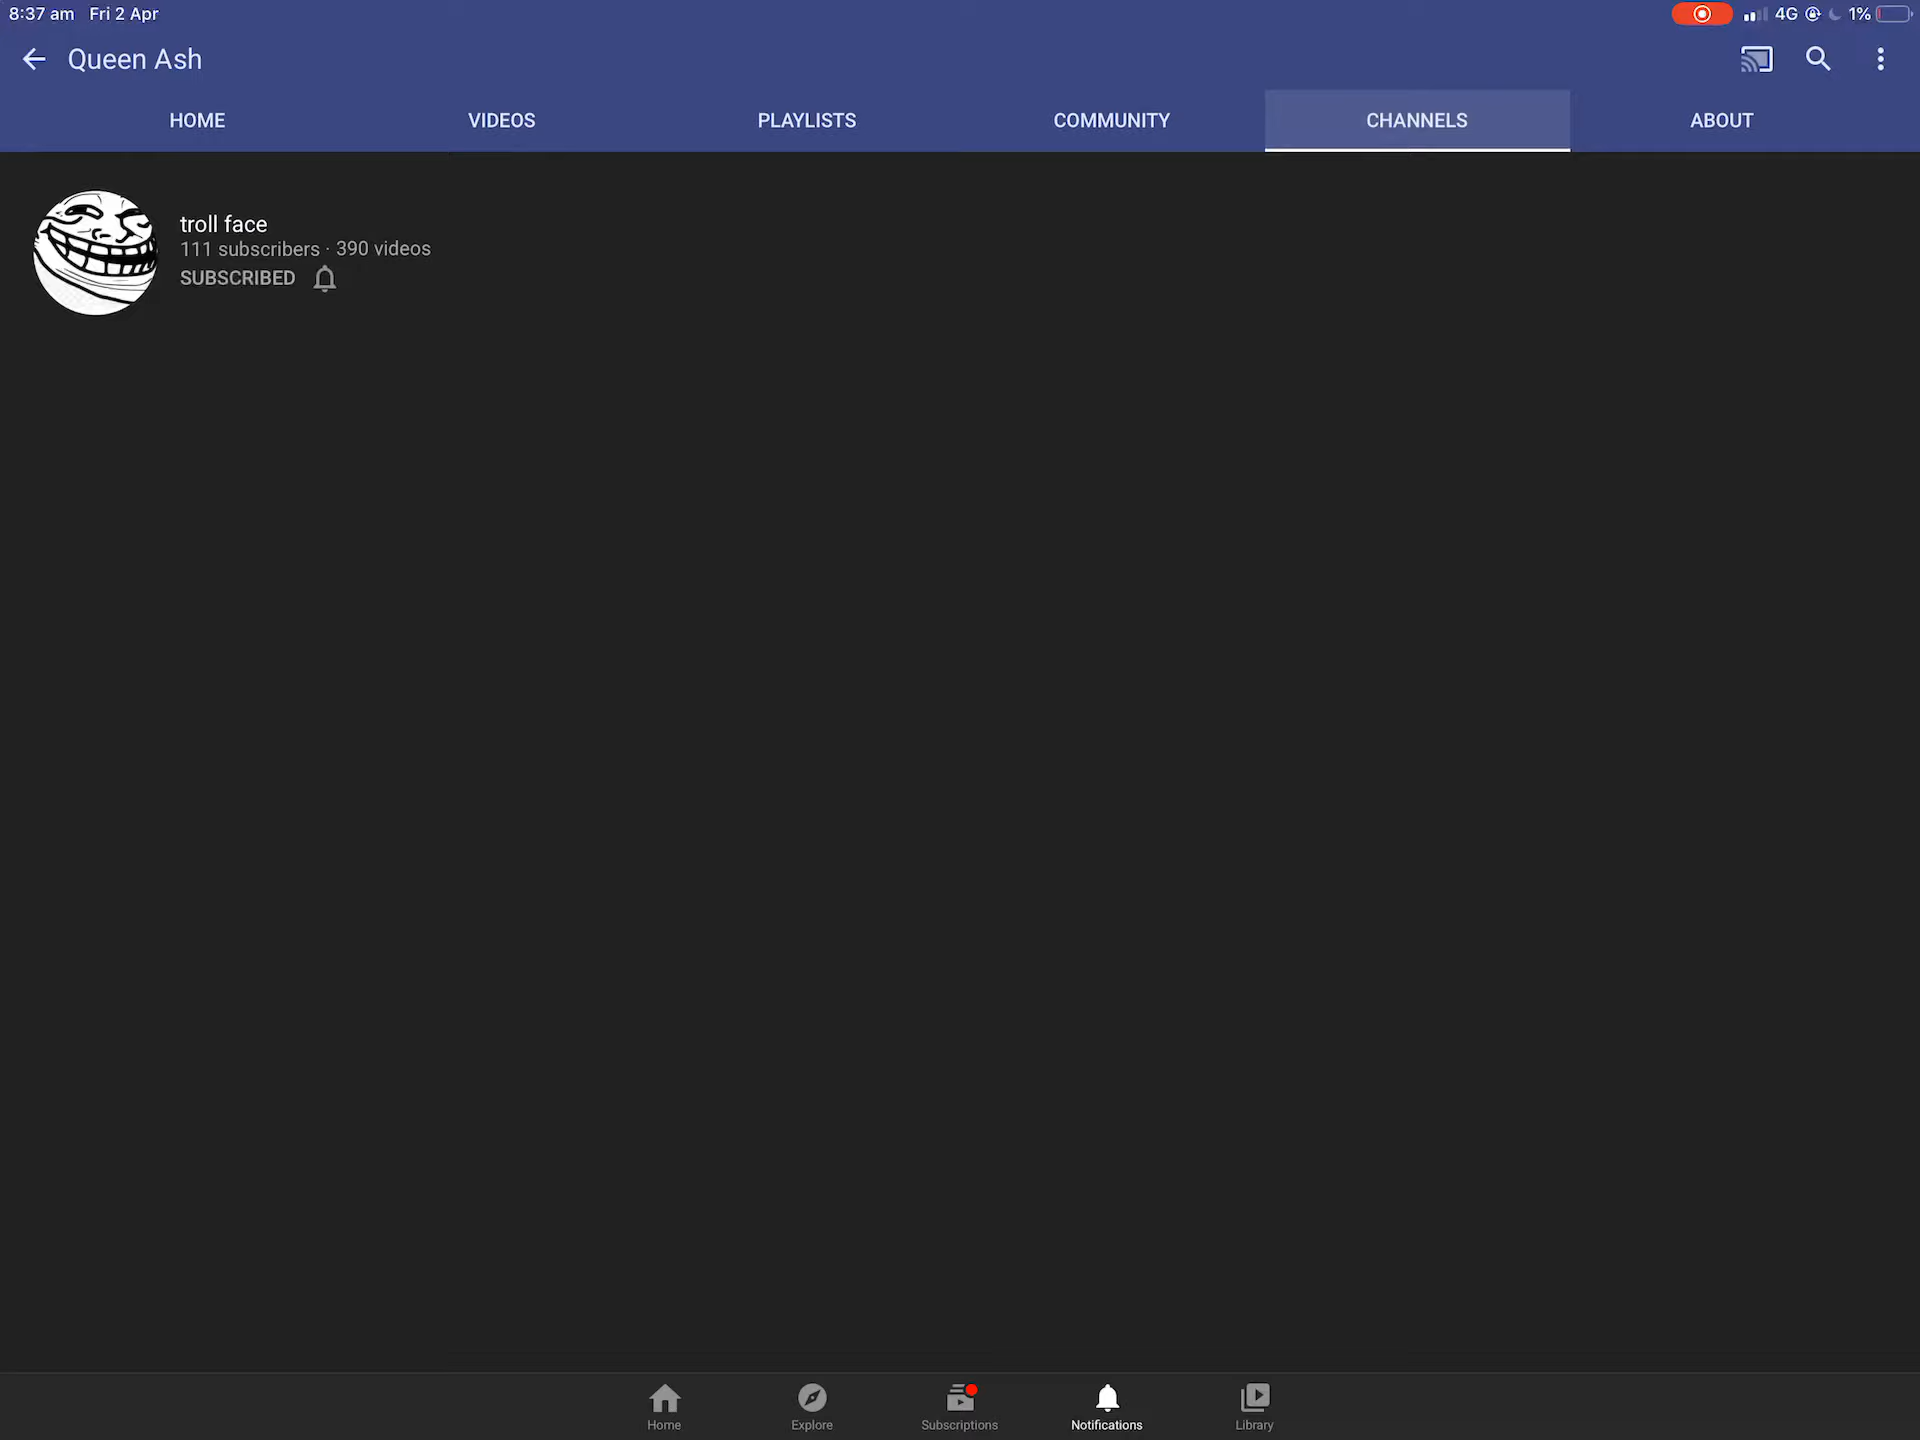 8:37 am Fri 2 Apr
4G 1%
Queen Ash
HOME VIDEOS PLAYLISTS COMMUNITY CHANNELS ABOUT
troll face
111 subscribers · 390 videos
SUBSCRIBED
Home Explore Subscriptions Notifications Library